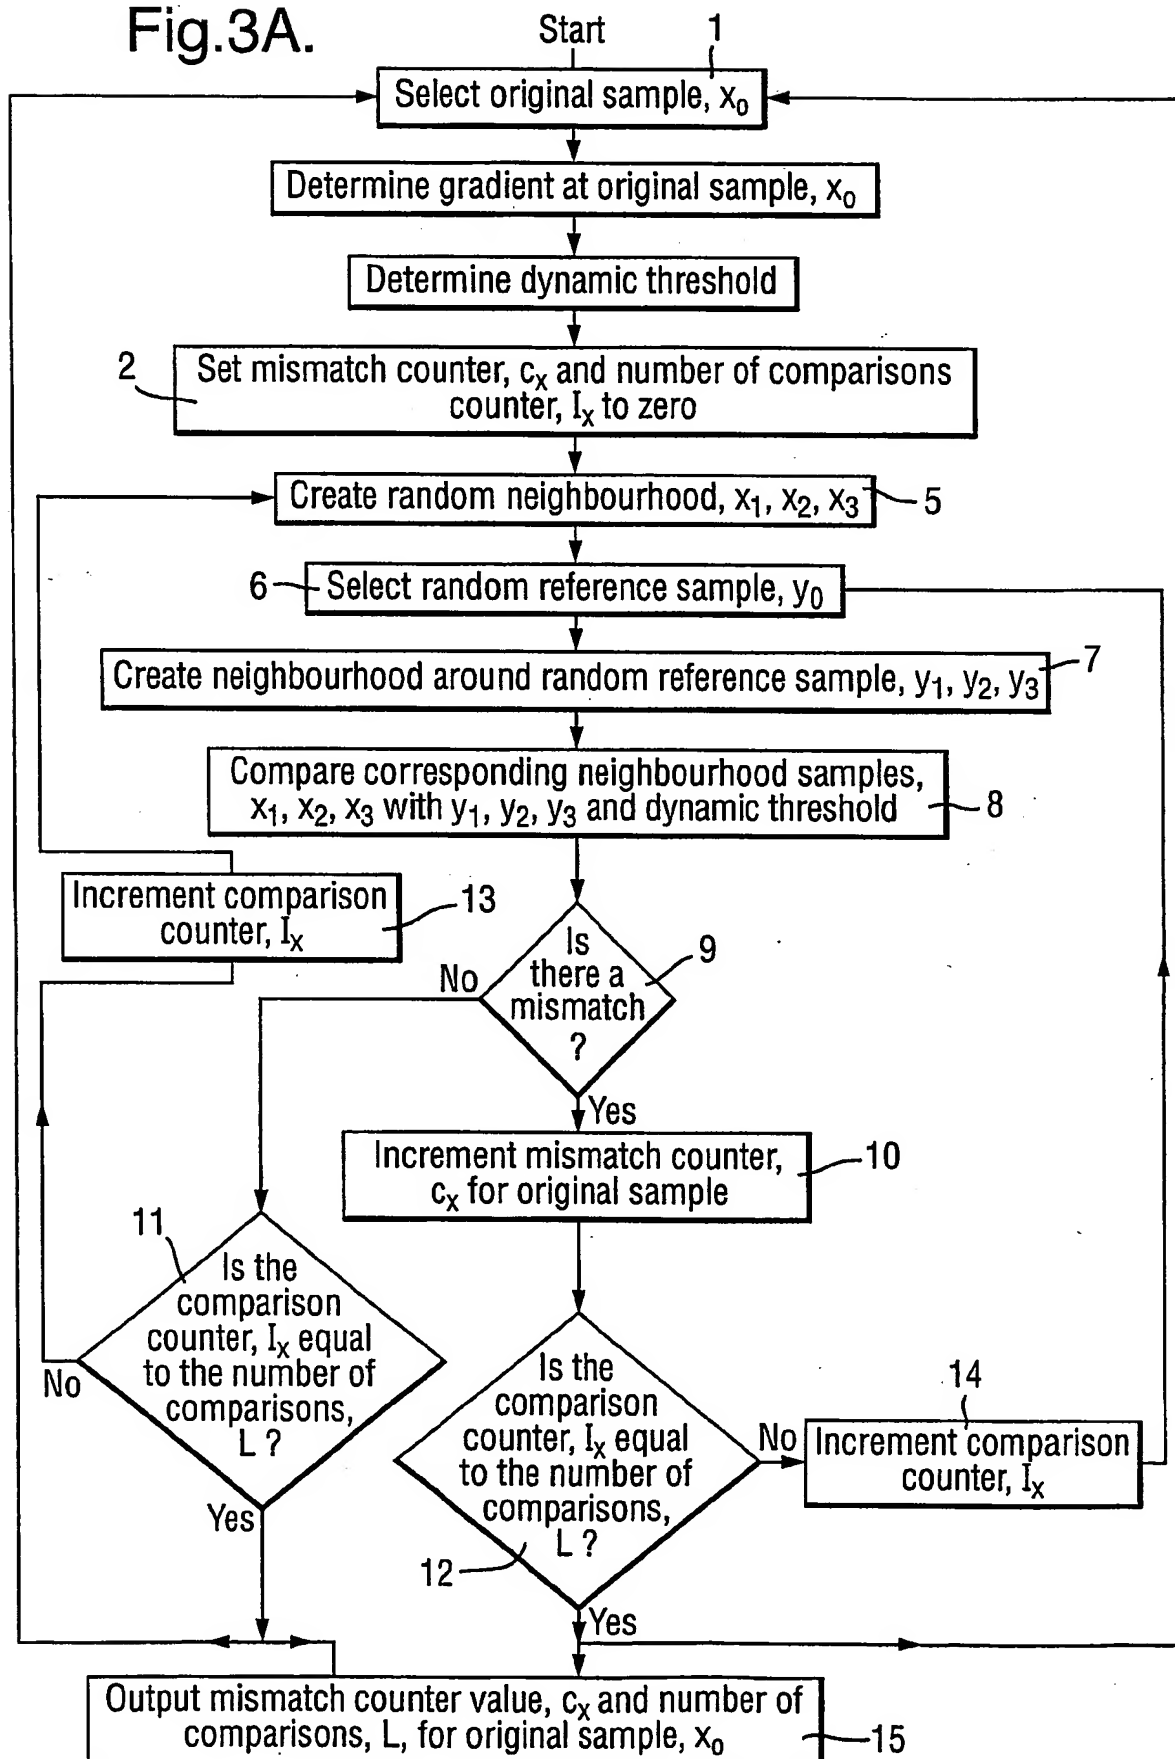 Fig.3A.
Start
1
Select original sample, x₀
Determine gradient at original sample, x₀
Determine dynamic threshold
2
Set mismatch counter, cₓ and number of comparisons
counter, Iₓ to zero
Create random neighbourhood, x₁, x₂, x₃
5
6
Select random reference sample, y₀
Create neighbourhood around random reference sample, y₁, y₂, y₃
7
Compare corresponding neighbourhood samples,
x₁, x₂, x₃ with y₁, y₂, y₃ and dynamic threshold
8
Increment comparison
counter, Iₓ
13
Is
there a
mismatch
?
9
No
Yes
Increment mismatch counter,
cₓ for original sample
10
11
Is the
comparison
counter, Iₓ equal
to the number of
comparisons,
L ?
No
Yes
Is the
comparison
counter, Iₓ equal
to the number of
comparisons,
L ?
12
No
14
Increment comparison
counter, Iₓ
Yes
Output mismatch counter value, cₓ and number of
comparisons, L, for original sample, x₀
15